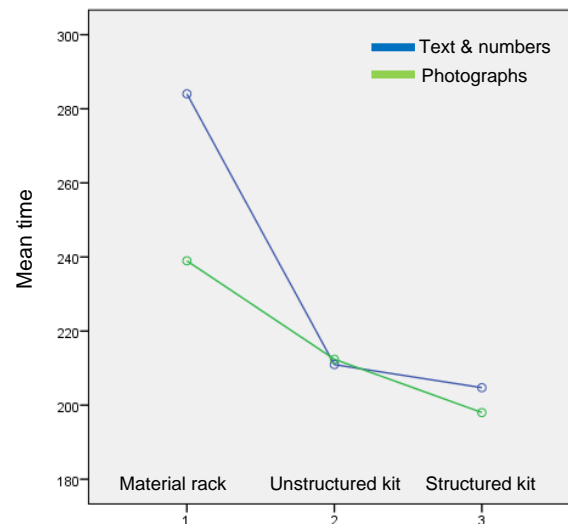 300
280
260
240
220
200
180
Mean time
Text & numbers
Photographs
Material rack Unstructured kit Structured kit
1 2 3